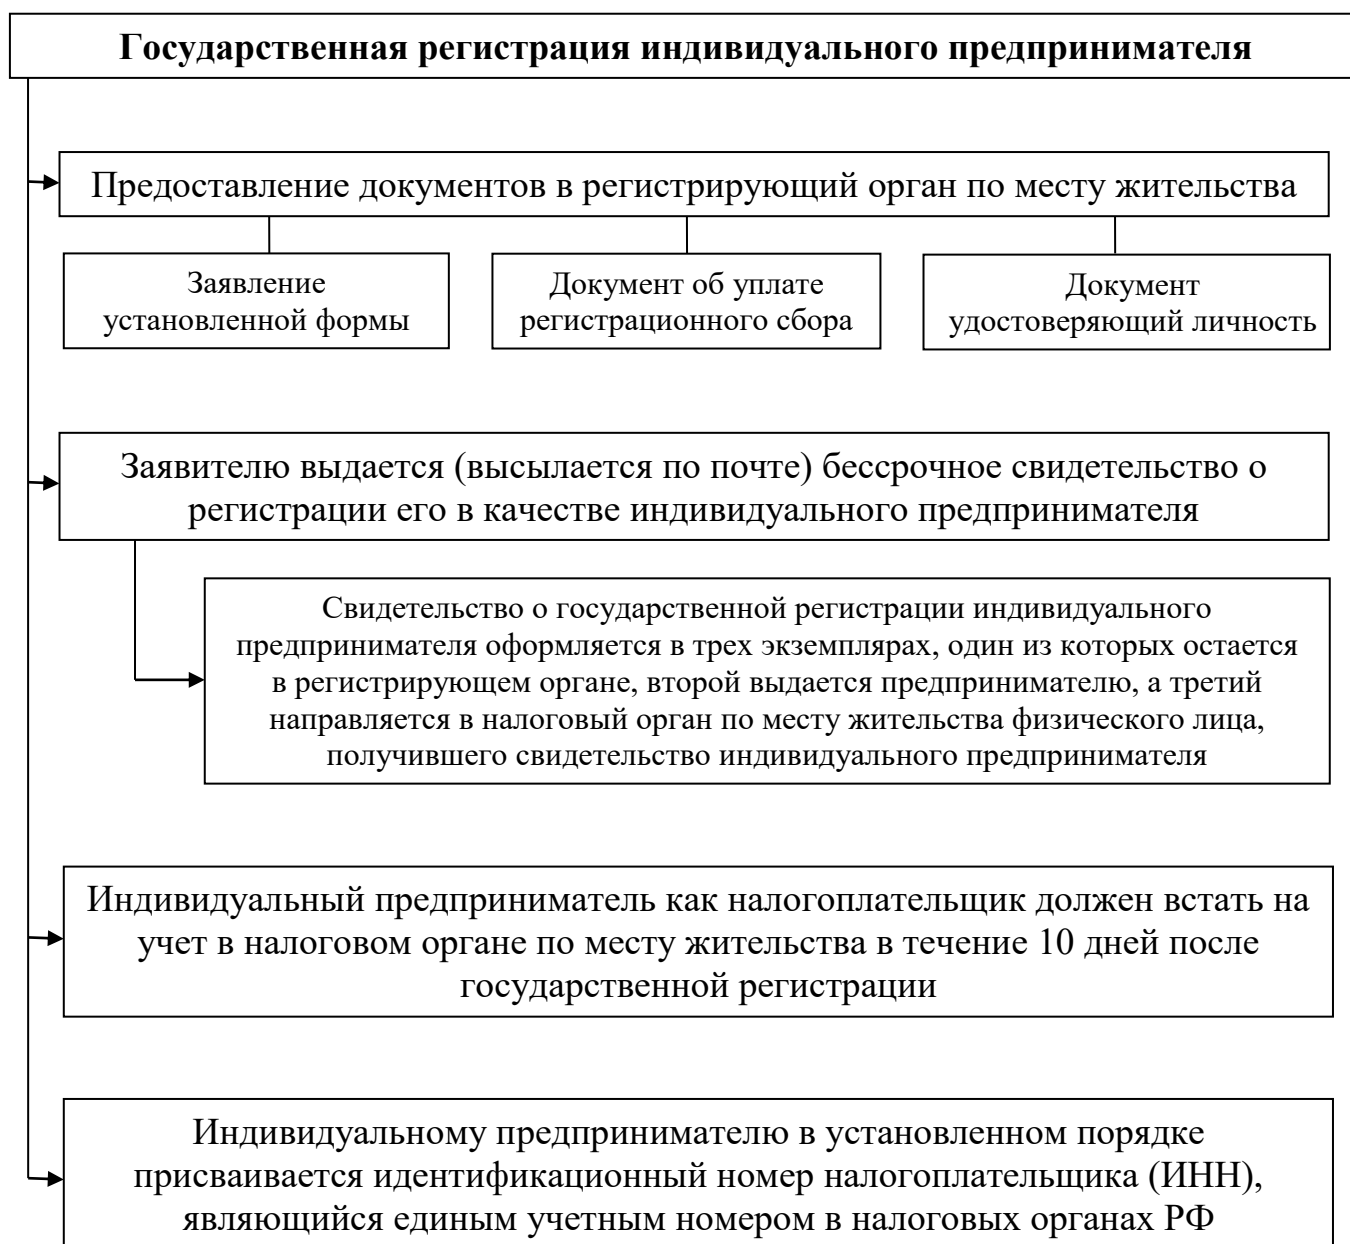 Государственная регистрация индивидуального предпринимателя
Предоставление документов в регистрирующий орган по месту жительства
Заявление
установленной формы
Документ об уплате
регистрационного сбора
Документ
удостоверяющий личность
Заявителю выдается (высылается по почте) бессрочное свидетельство о
регистрации его в качестве индивидуального предпринимателя
Свидетельство о государственной регистрации индивидуального
предпринимателя оформляется в трех экземплярах, один из которых остается
в регистрирующем органе, второй выдается предпринимателю, а третий
направляется в налоговый орган по месту жительства физического лица,
получившего свидетельство индивидуального предпринимателя
Индивидуальный предприниматель как налогоплательщик должен встать на
учет в налоговом органе по месту жительства в течение 10 дней после
государственной регистрации
Индивидуальному предпринимателю в установленном порядке
присваивается идентификационный номер налогоплательщика (ИНН),
являющийся единым учетным номером в налоговых органах РФ